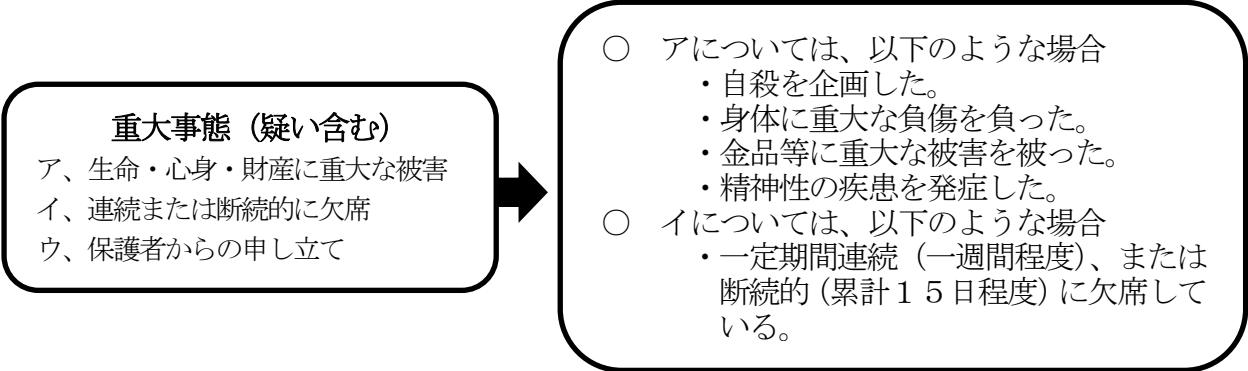 重大事態（疑い含む）
ア、生命・心身・財産に重大な被害
イ、連続または断続的に欠席
ウ、保護者からの申し立て
○　アについては、以下のような場合
・自殺を企画した。
・身体に重大な負傷を負った。
・金品等に重大な被害を被った。
・精神性の疾患を発症した。
○　イについては、以下のような場合
・一定期間連続（一週間程度）、または
断続的（累計１５日程度）に欠席して
いる。